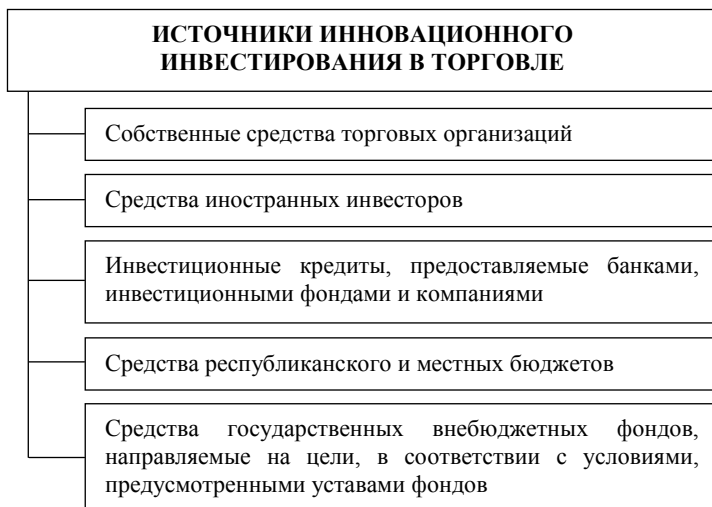 ИСТОЧНИКИ ИННОВАЦИОННОГО
ИНВЕСТИРОВАНИЯ В ТОРГОВЛЕ
Собственные средства торговых организаций
Средства иностранных инвесторов
Инвестиционные кредиты, предоставляемые банками,
инвестиционными фондами и компаниями
Средства республиканского и местных бюджетов
Средства государственных внебюджетных фондов,
направляемые на цели, в соответствии с условиями,
предусмотренными уставами фондов